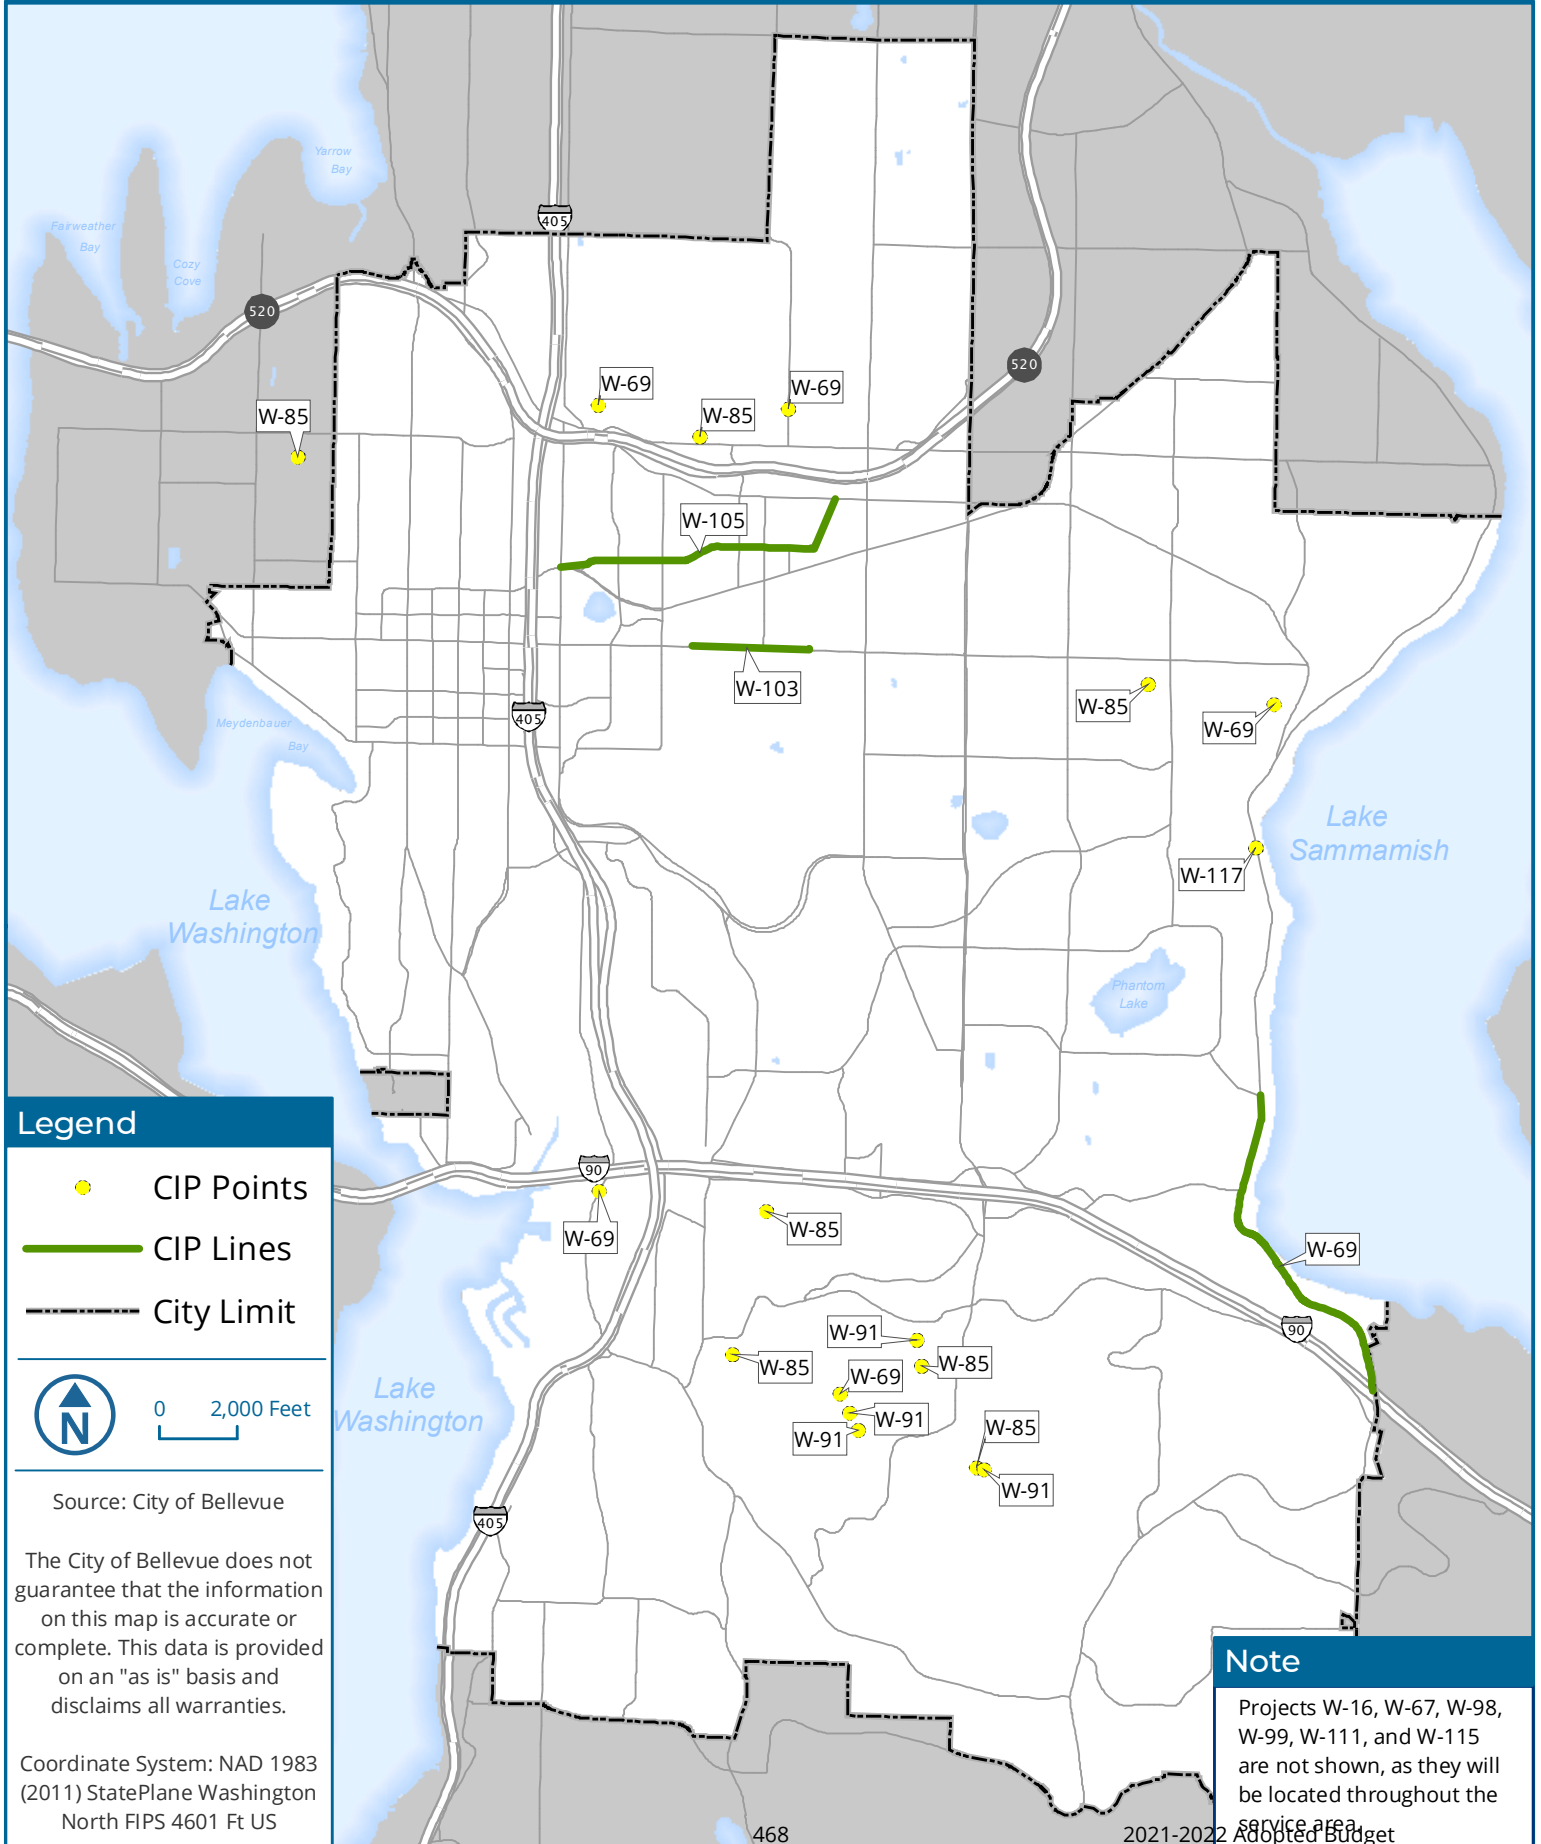 Yarrow
Bay
405
Fairweather
Bay
Cozy
Cove
520
520
W-69
W-69
W-85
W-85
W-105
W-103
W-85
W-69
405
Meydenbauer
Bay
Lake
Sammamish
W-117
Lake
Washington
Phantom
Lake
90
W-69
W-85
W-69
90
W-91
W-85
W-85
W-69
W-91
W-91
W-85
W-91
Lake
Washington
405
Legend
CIP Points
CIP Lines
City Limit
N
0 2,000 Feet
Source: City of Bellevue
The City of Bellevue does not
guarantee that the information
on this map is accurate or
complete. This data is provided
on an "as is" basis and
disclaims all warranties.
Coordinate System: NAD 1983
(2011) StatePlane Washington
North FIPS 4601 Ft US
Note
Projects W-16, W-67, W-98,
W-99, W-111, and W-115
are not shown, as they will
be located throughout the
service area.
468
2021-2022 Adopted Budget